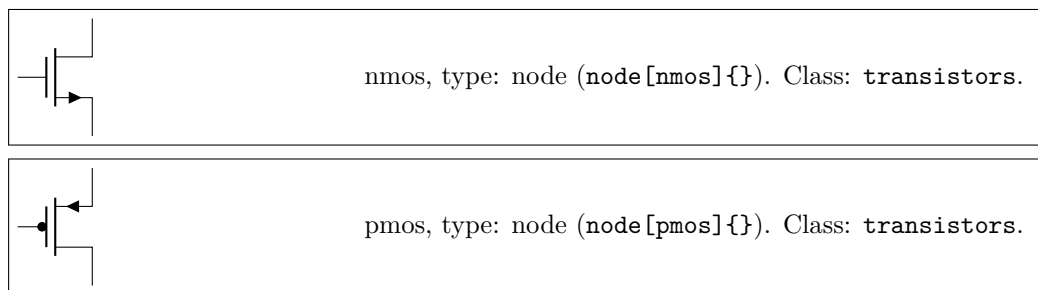 nmos, type: node (node[nmos]{}). Class: transistors.
pmos, type: node (node[pmos]{}). Class: transistors.